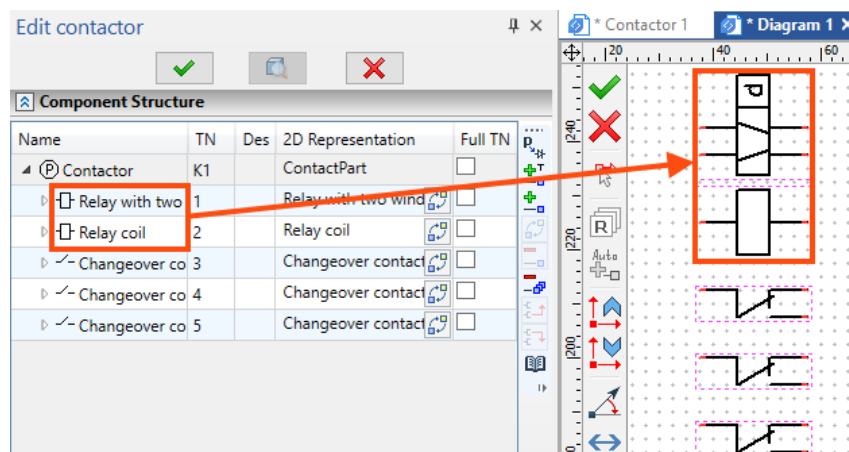 Edit contactor
Component Structure
Name TN Des 2D Representation Full TN
P Contactor K1 ContactPart
Relay with two 1 Relay with two wind
Relay coil 2 Relay coil
Changeover co 3 Changeover contact
Changeover co 4 Changeover contact
Changeover co 5 Changeover contact
* Contactor 1 * Diagram 1
|20 |40 |60
|240
|220
|200
R
Auto
P